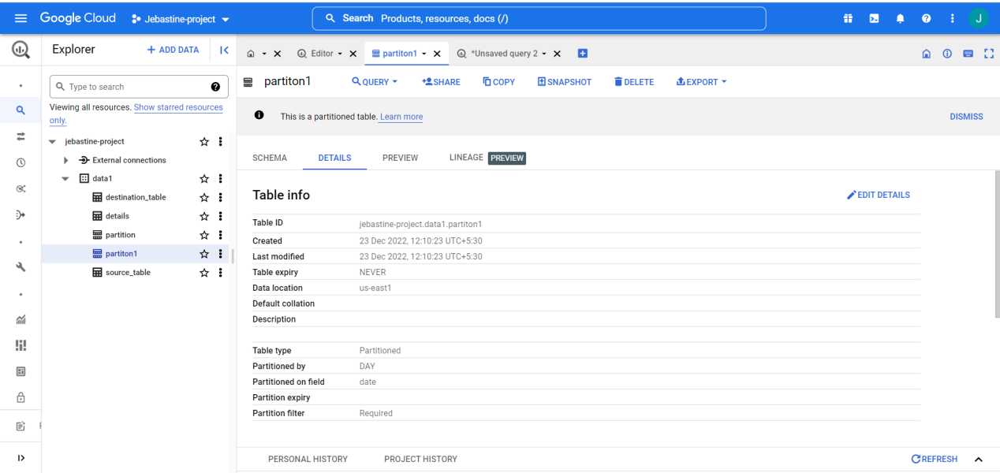 Google Cloud Jebastine-project Search Products, resources, docs (/) J
Explorer + ADD DATA
Editor partiton1 *Unsaved query 2
partiton1 QUERY SHARE COPY SNAPSHOT DELETE EXPORT
Type to search
Viewing all resources. Show starred resources
only.
This is a partitioned table. Learn more DISMISS
jebastine-project
External connections
data1
destination_table
details
partition
partiton1
source_table
SCHEMA DETAILS PREVIEW LINEAGE PREVIEW
Table info EDIT DETAILS
Table ID jebastine-project.data1.partiton1
Created 23 Dec 2022, 12:10:23 UTC+5:30
Last modified 23 Dec 2022, 12:10:23 UTC+5:30
Table expiry NEVER
Data location us-east1
Default collation
Description
Table type Partitioned
Partitioned by DAY
Partitioned on field date
Partition expiry
Partition filter Required
PERSONAL HISTORY PROJECT HISTORY REFRESH